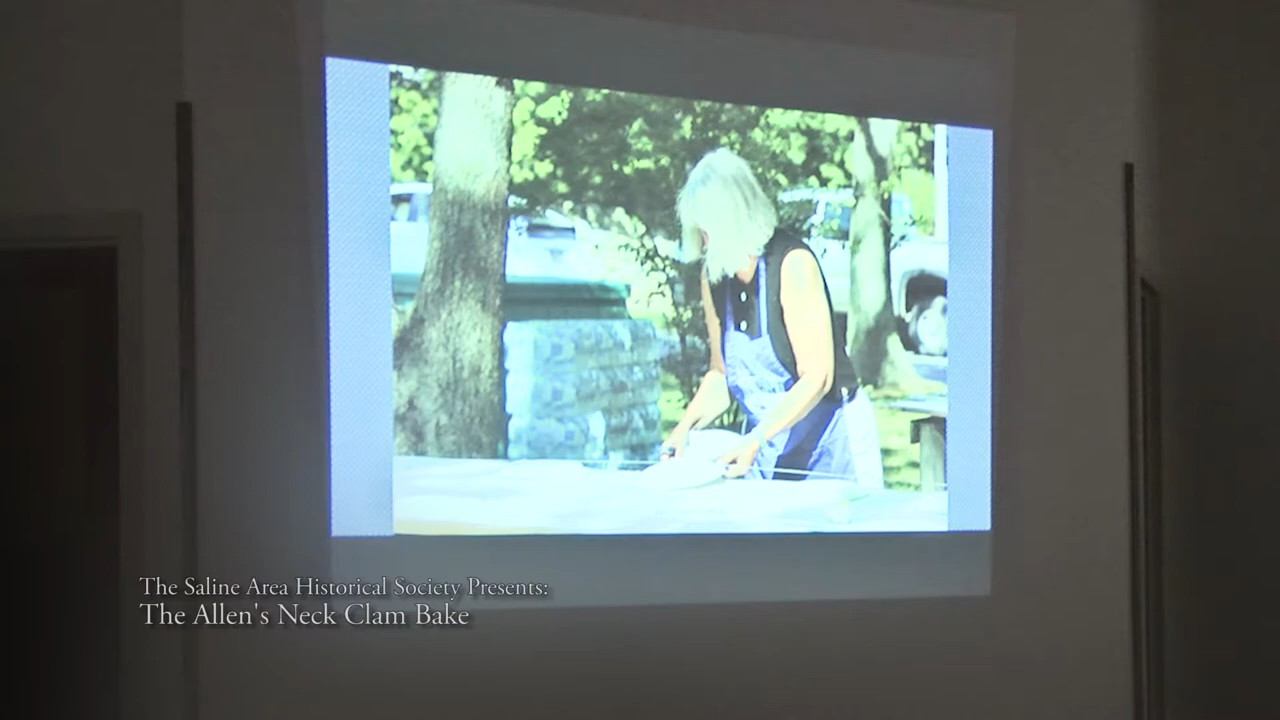 The Saline Area Historical Society Presents:
The Allen's Neck Clam Bake